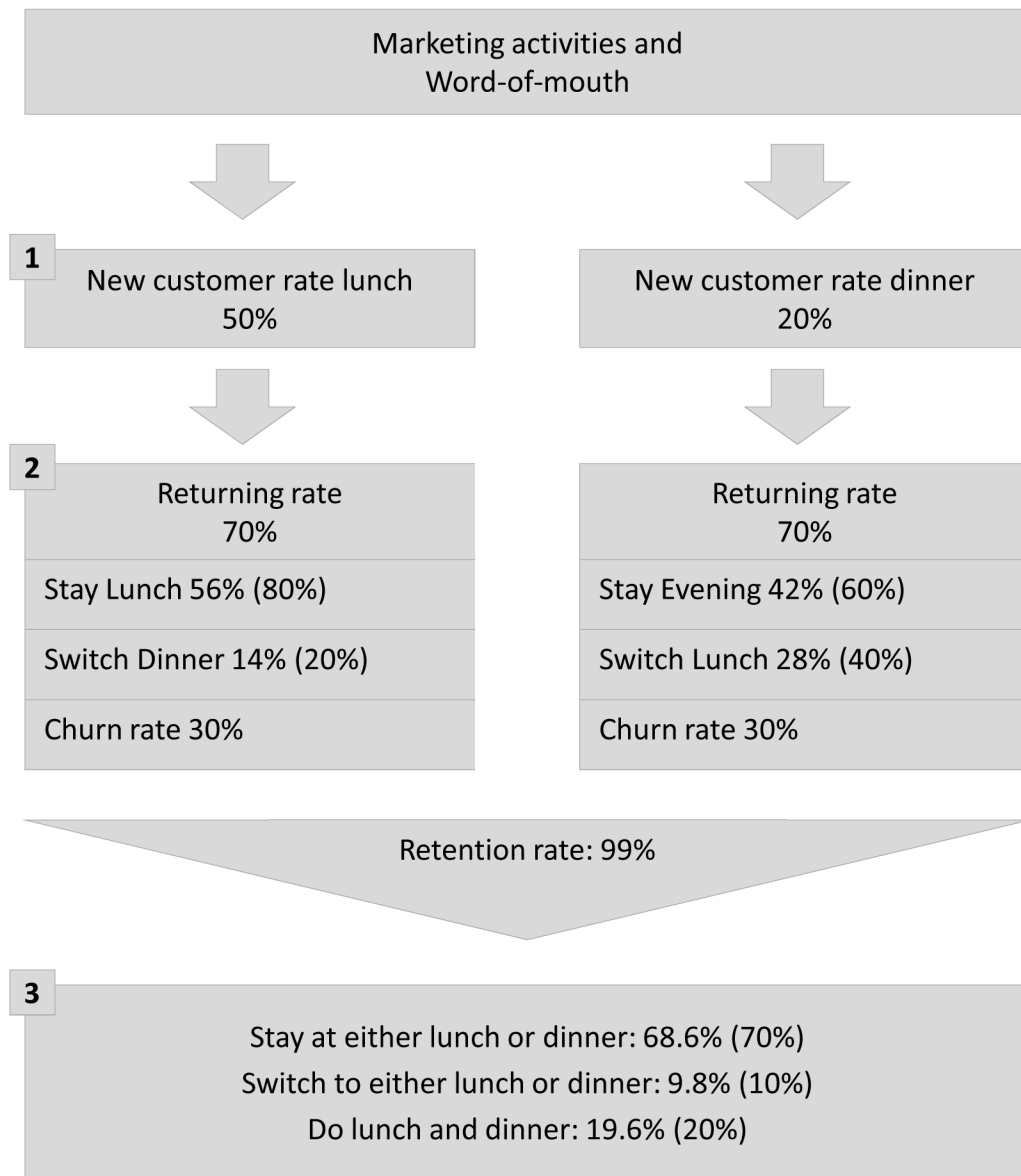 Marketing activities and
Word-of-mouth
1
New customer rate lunch
50%
New customer rate dinner
20%
2
Returning rate
70%
Stay Lunch 56% (80%)
Switch Dinner 14% (20%)
Churn rate 30%
Returning rate
70%
Stay Evening 42% (60%)
Switch Lunch 28% (40%)
Churn rate 30%
Retention rate: 99%
3
Stay at either lunch or dinner: 68.6% (70%)
Switch to either lunch or dinner: 9.8% (10%)
Do lunch and dinner: 19.6% (20%)